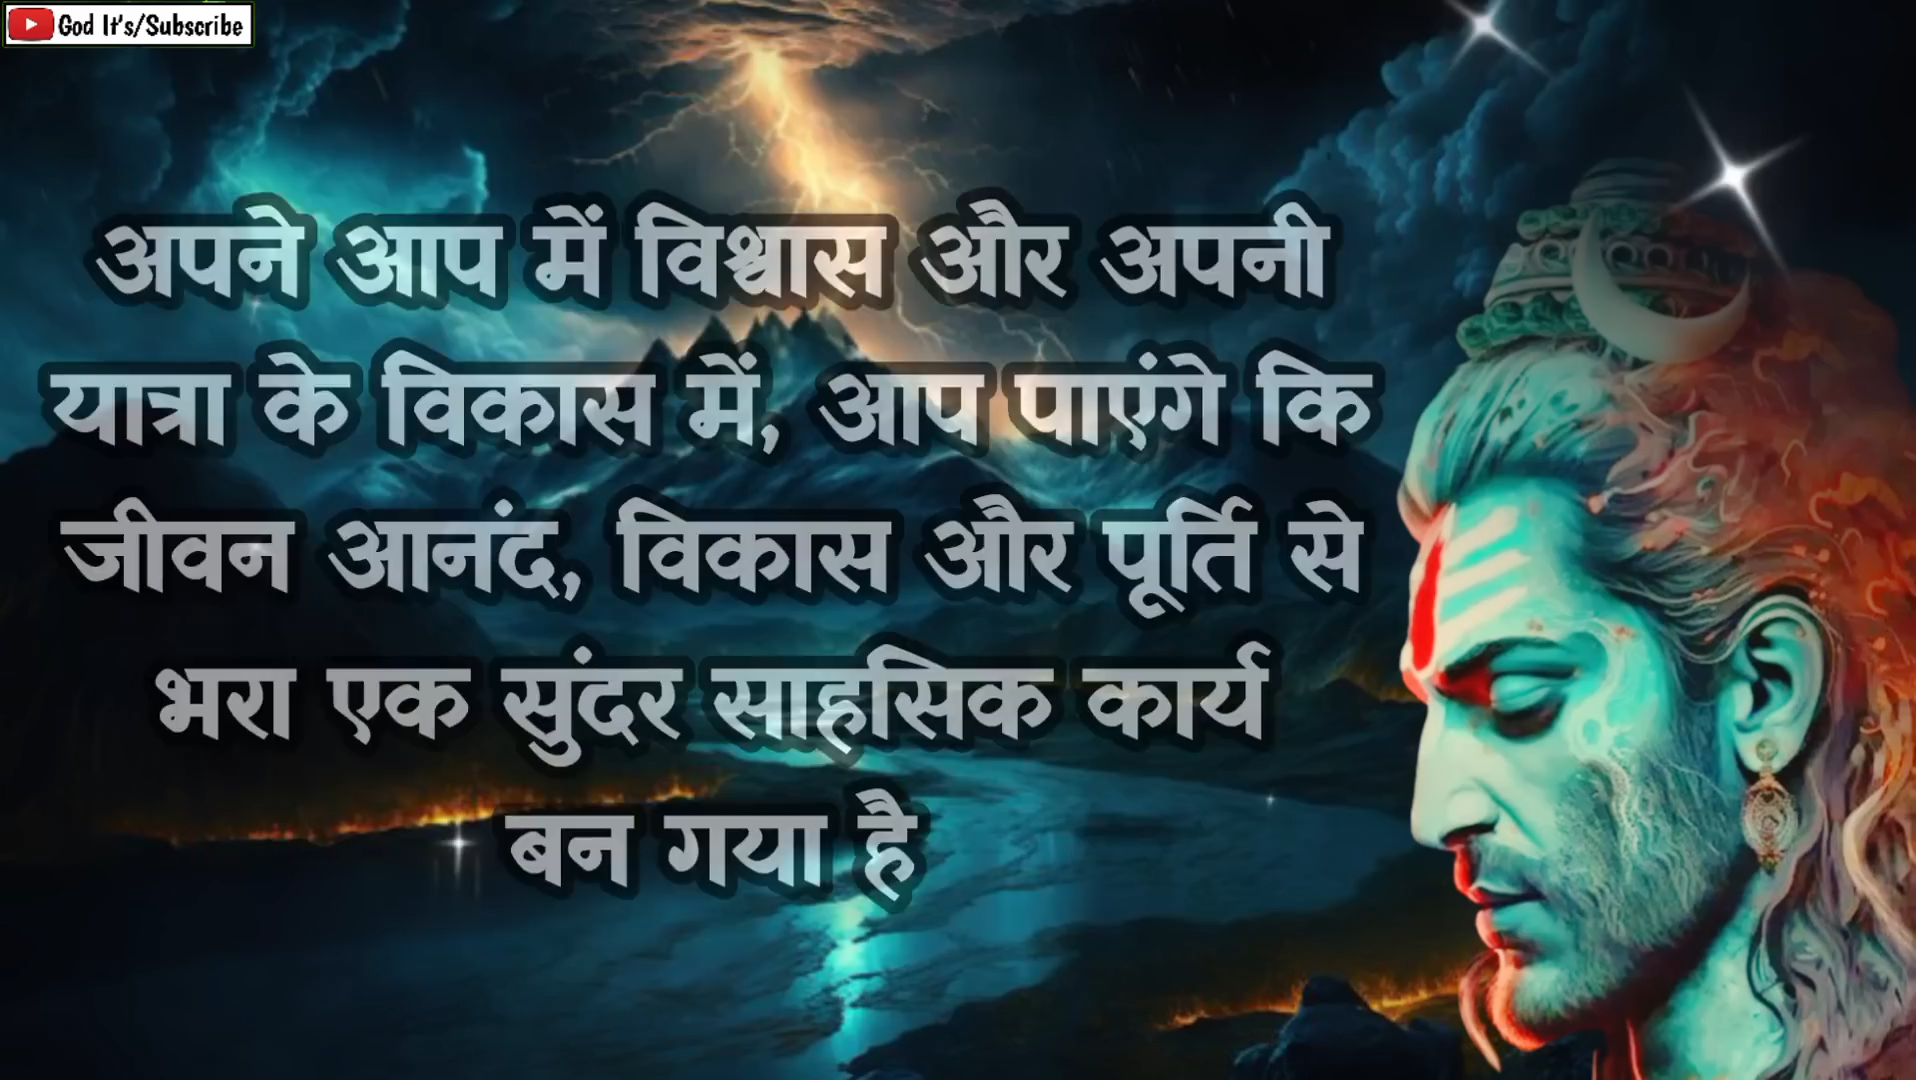 God It's/Subscribe
अपने आप में विश्वास और अपनी
यात्रा के विकास में, आप पाएंगे कि
जीवन आनंद, विकास और पूर्ति से
भरा एक सुंदर साहसिक कार्य
बन गया है